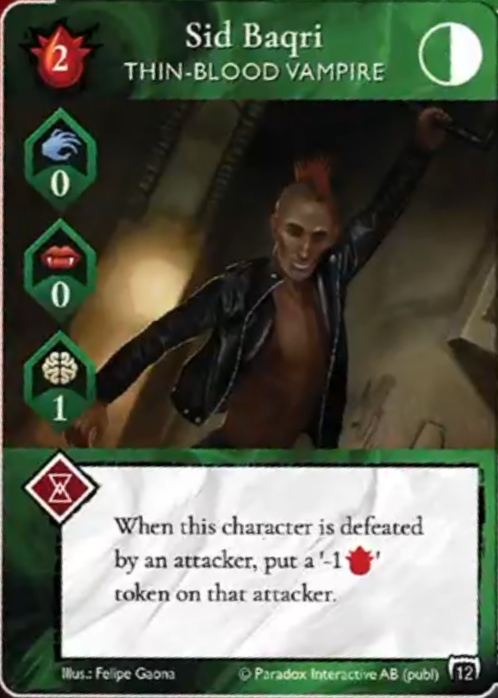 2
Sid Baqri
THIN-BLOOD VAMPIRE
0
0
1
When this character is defeated
by an attacker, put a '-1 '
token on that attacker.
Illus.: Felipe Gaona
© Paradox Interactive AB (publ)
12